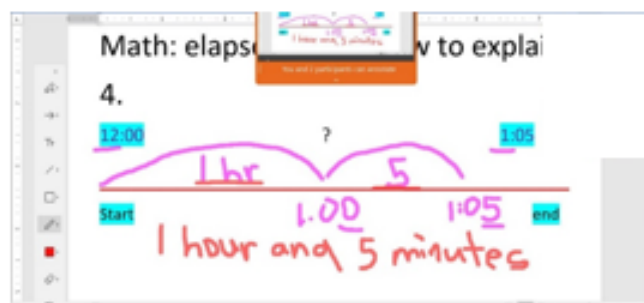 Math: elaps
w to explai
4.
12:00 ? 1:05
1 hr 5
Start 1.00 1:05 end
1 hour and 5 minutes